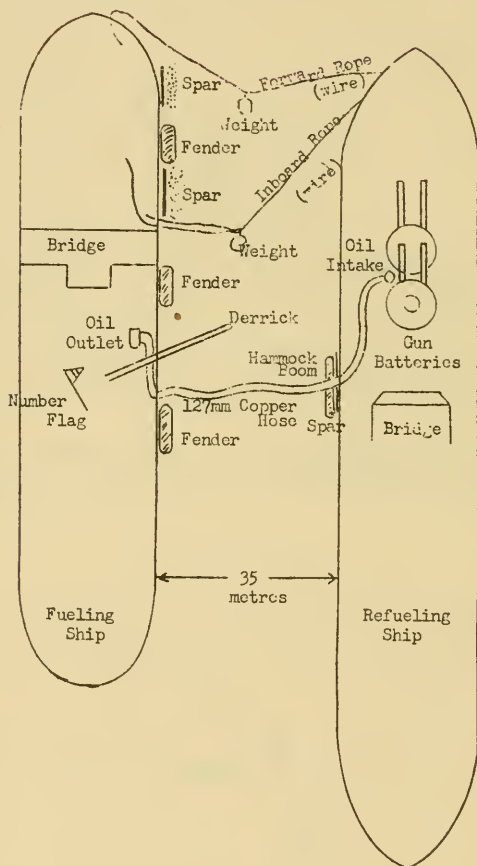 Spar
Forward Rope
(wire)
Weight
Fender
Inboard Rope
(wire)
Spar
Bridge
Weight
Oil
Intake
Fender
Oil
Outlet
Derrick
Gun
Batteries
Hammock
Boom
Number
Flag
127mm Copper
Hose
Spar
Bridge
Fender
35
metres
Fueling
Ship
Refueling
Ship